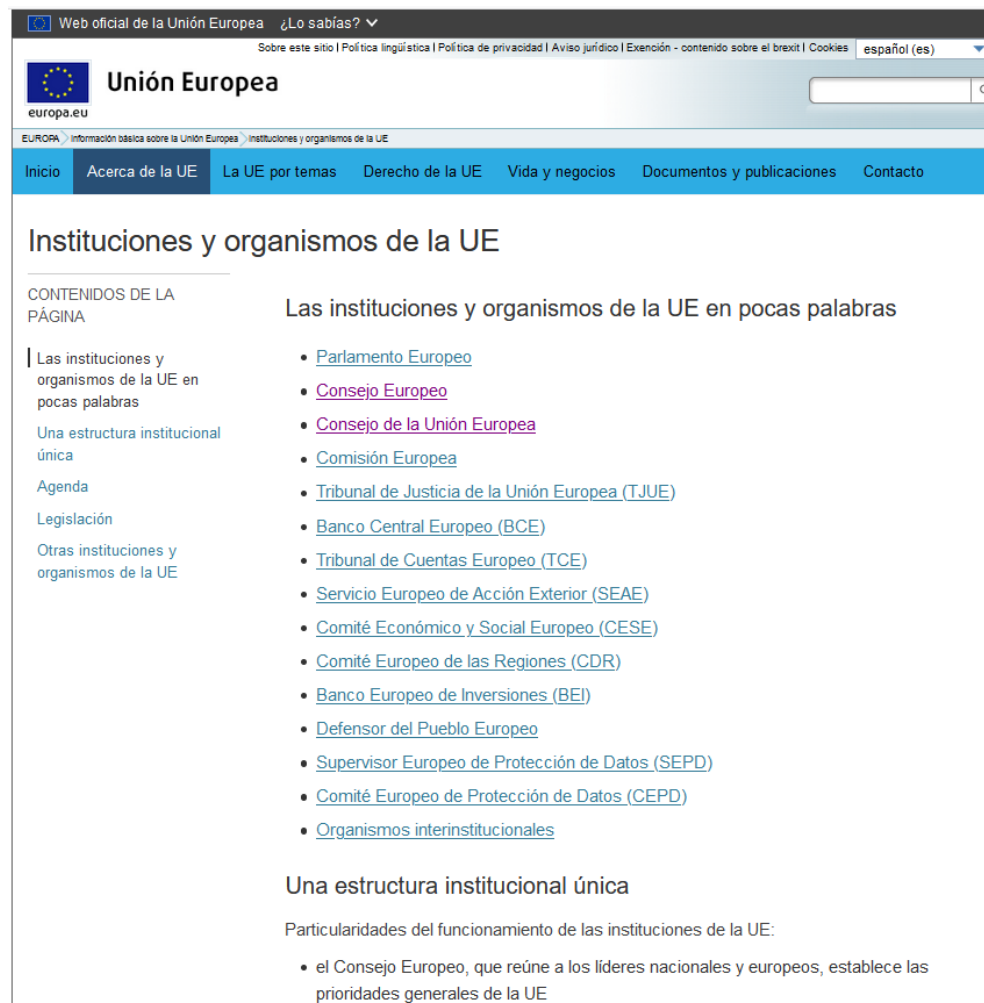 Web oficial de la Unión Europea ¿Lo sabías?
Sobre este sitio | Política lingüística | Política de privacidad | Aviso jurídico | Exención - contenido sobre el brexit | Cookies español (es)
Unión Europea
europa.eu
EUROPA Información básica sobre la Unión Europea Instituciones y organismos de la UE
Inicio Acerca de la UE La UE por temas Derecho de la UE Vida y negocios Documentos y publicaciones Contacto
Instituciones y organismos de la UE
CONTENIDOS DE LA
PÁGINA
Las instituciones y
organismos de la UE en
pocas palabras
Una estructura institucional
única
Agenda
Legislación
Otras instituciones y
organismos de la UE
Las instituciones y organismos de la UE en pocas palabras
• Parlamento Europeo
• Consejo Europeo
• Consejo de la Unión Europea
• Comisión Europea
• Tribunal de Justicia de la Unión Europea (TJUE)
• Banco Central Europeo (BCE)
• Tribunal de Cuentas Europeo (TCE)
• Servicio Europeo de Acción Exterior (SEAE)
• Comité Económico y Social Europeo (CESE)
• Comité Europeo de las Regiones (CDR)
• Banco Europeo de Inversiones (BEI)
• Defensor del Pueblo Europeo
• Supervisor Europeo de Protección de Datos (SEPD)
• Comité Europeo de Protección de Datos (CEPD)
• Organismos interinstitucionales
Una estructura institucional única
Particularidades del funcionamiento de las instituciones de la UE:
• el Consejo Europeo, que reúne a los líderes nacionales y europeos, establece las
prioridades generales de la UE